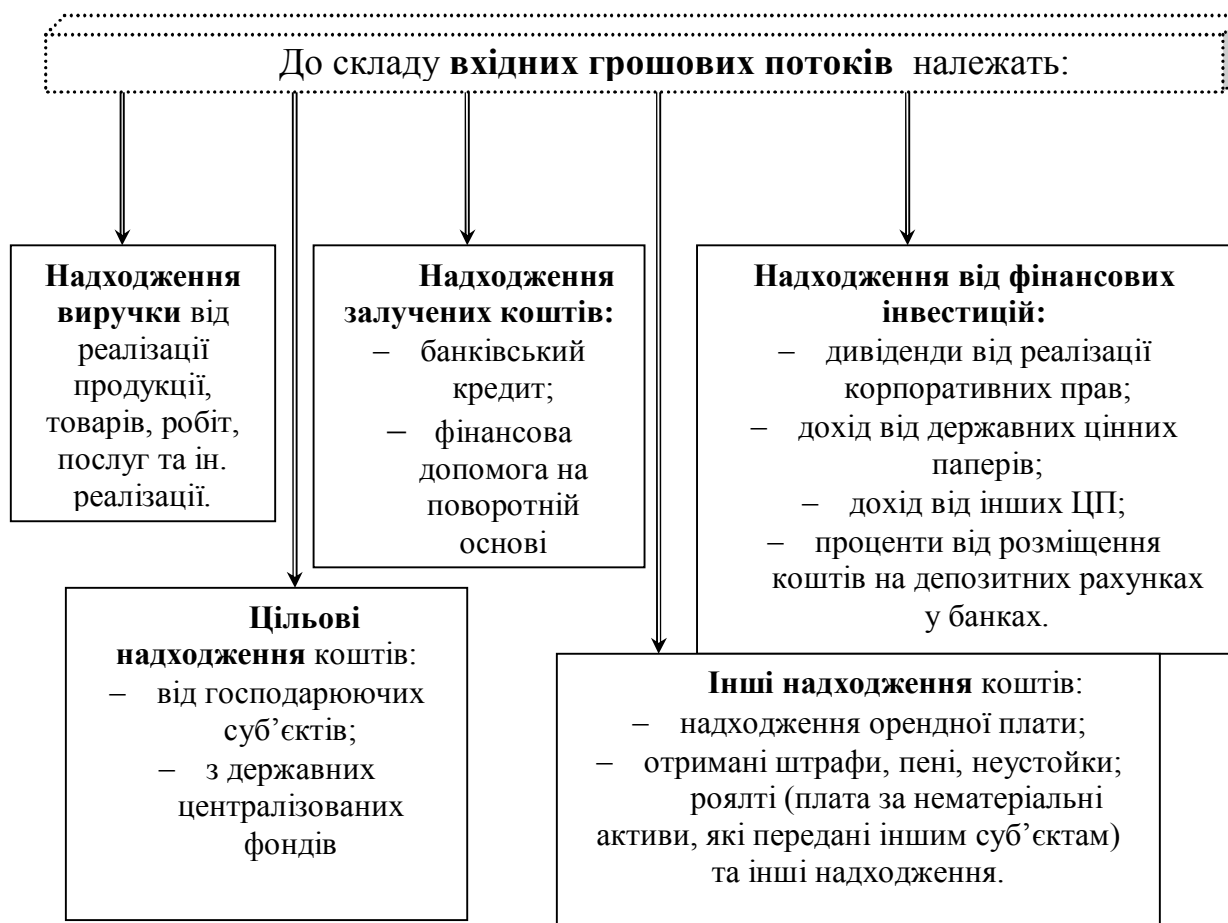 До складу вхідних грошових потоків належать:
Надходження
виручки від
реалізації
продукції,
товарів, робіт,
послуг та ін.
реалізації.
Надходження
залучених коштів:
– банківський
кредит;
– фінансова
допомога на
поворотній
основі
Надходження від фінансових
інвестицій:
– дивіденди від реалізації
корпоративних прав;
– дохід від державних цінних
паперів;
– дохід від інших ЦП;
– проценти від розміщення
коштів на депозитних рахунках
у банках.
Цільові
надходження коштів:
– від господарюючих
суб’єктів;
– з державних
централізованих
фондів
Інші надходження коштів:
– надходження орендної плати;
– отримані штрафи, пені, неустойки;
роялті (плата за нематеріальні
активи, які передані іншим суб’єктам)
та інші надходження.